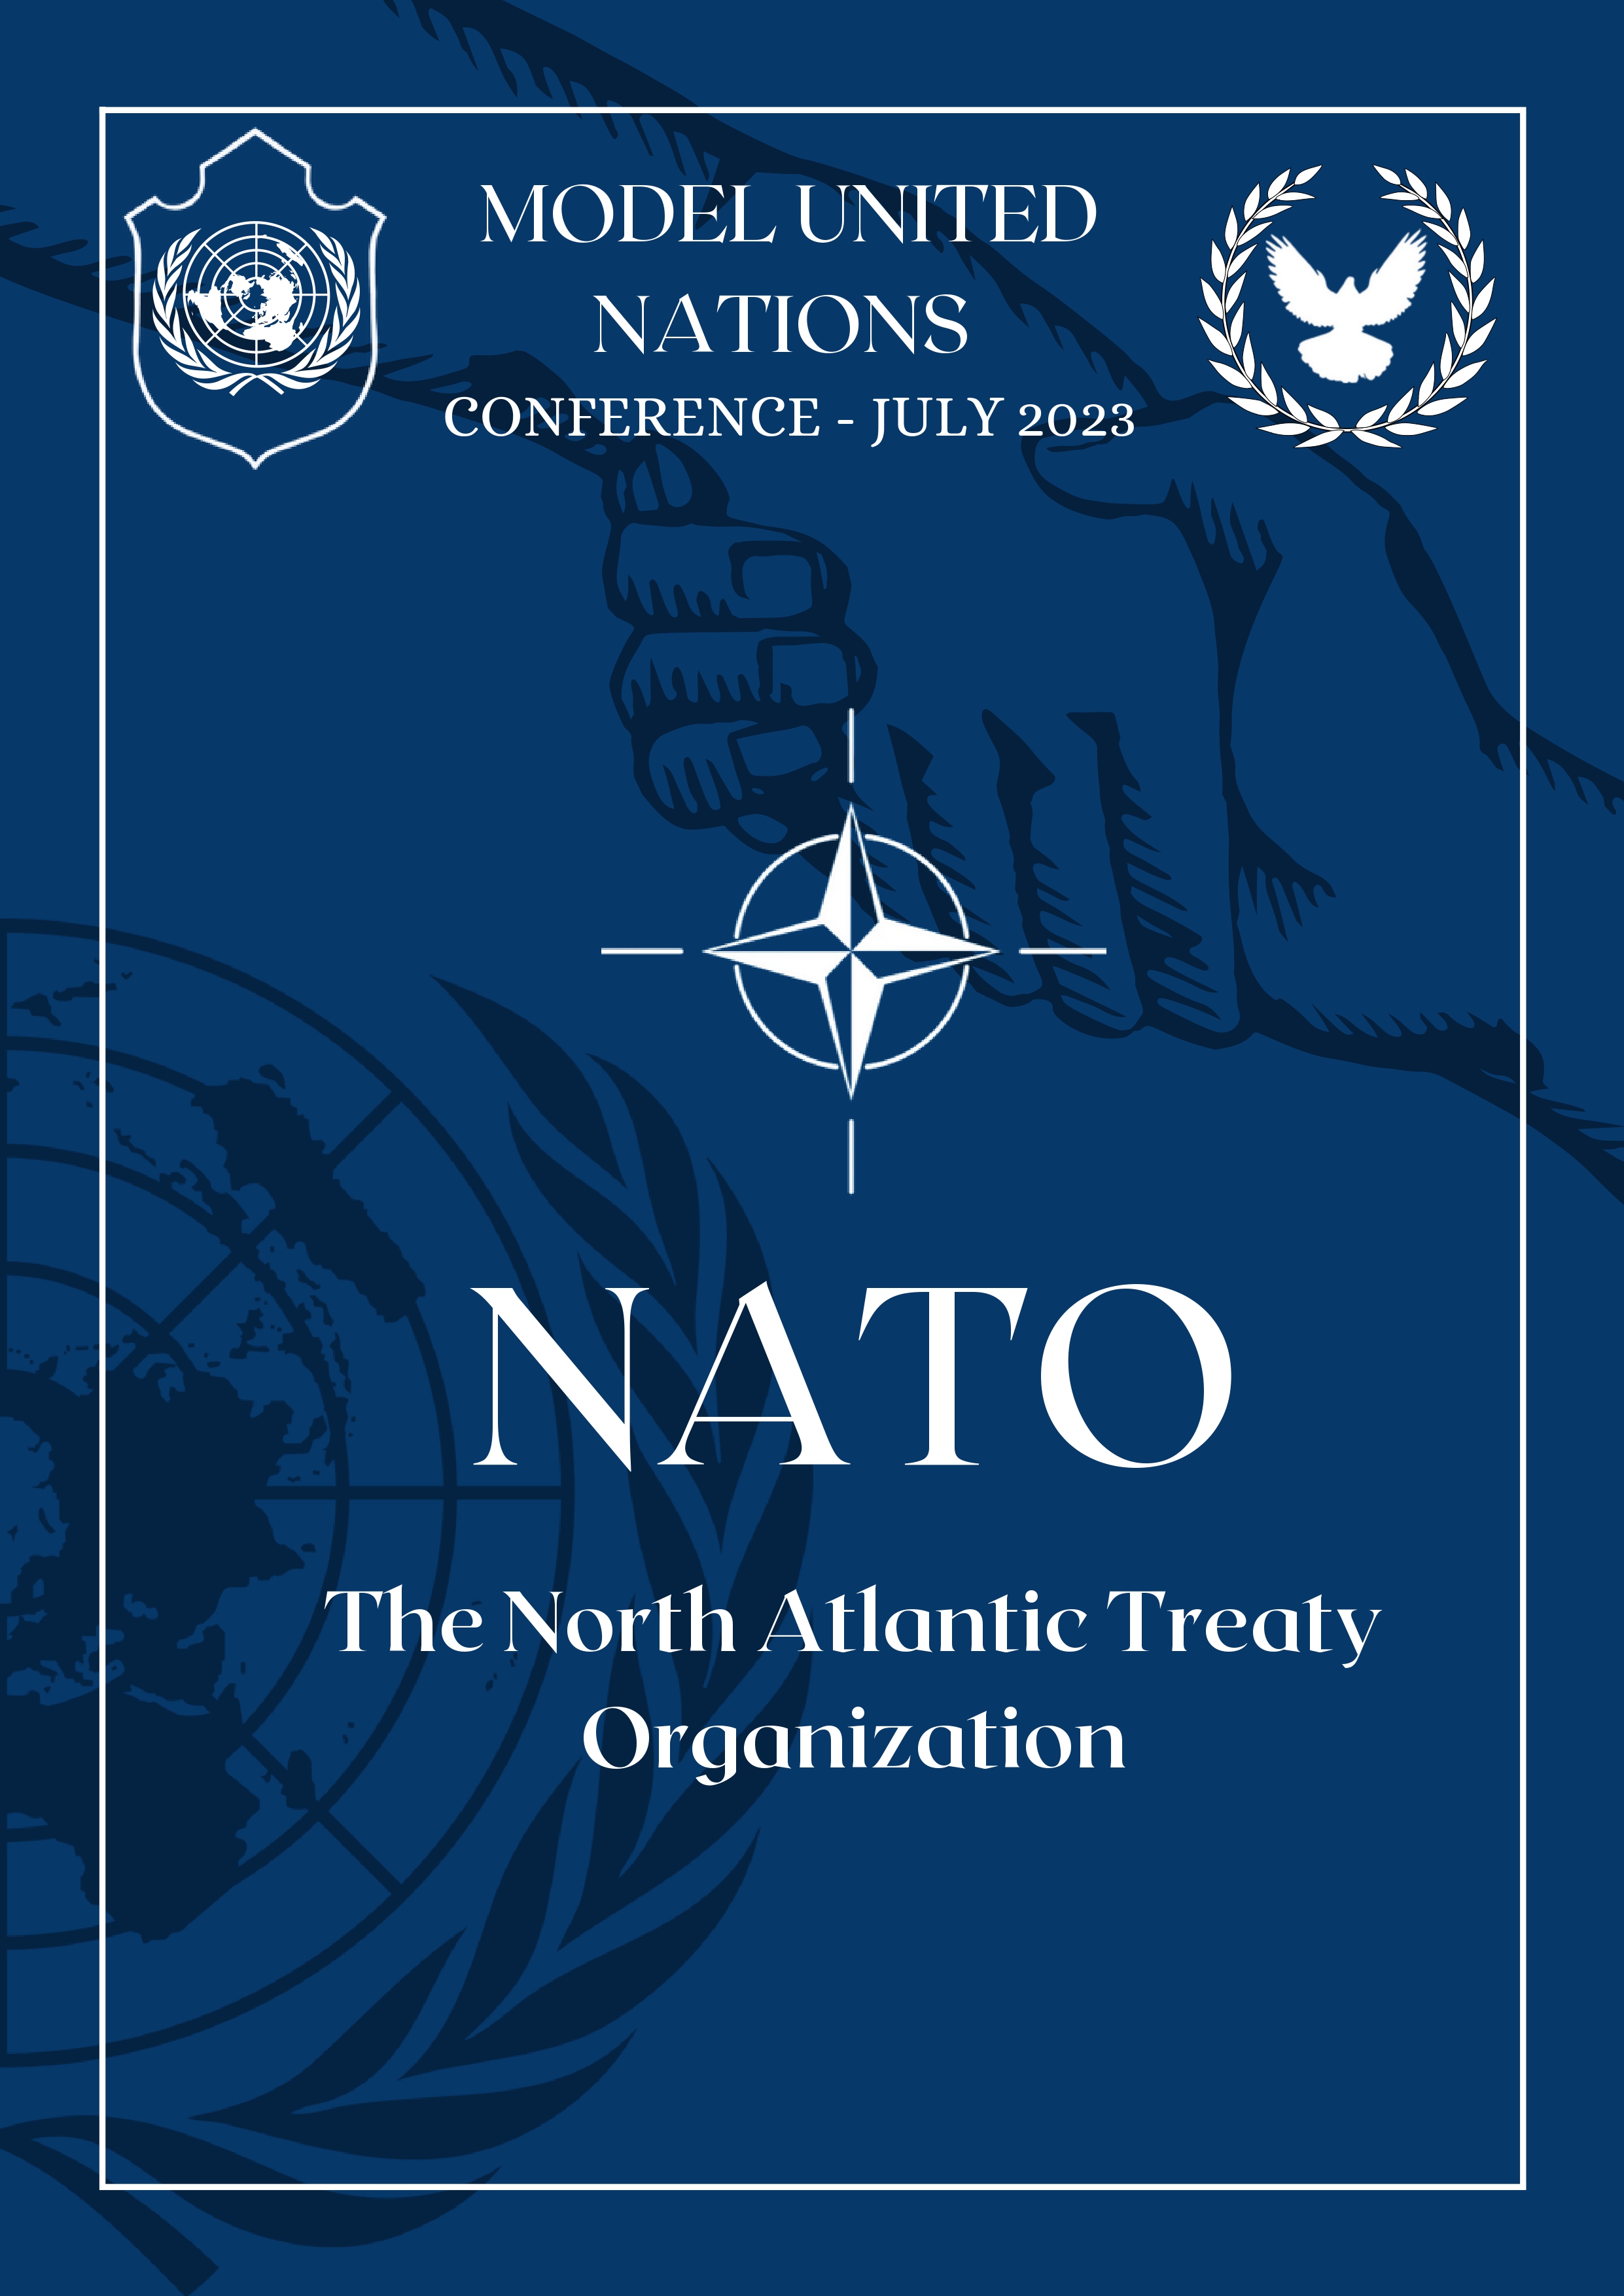 MODEL UNITED
NATIONS
CONFERENCE - JULY 2023
NATO
The North Atlantic Treaty
Organization